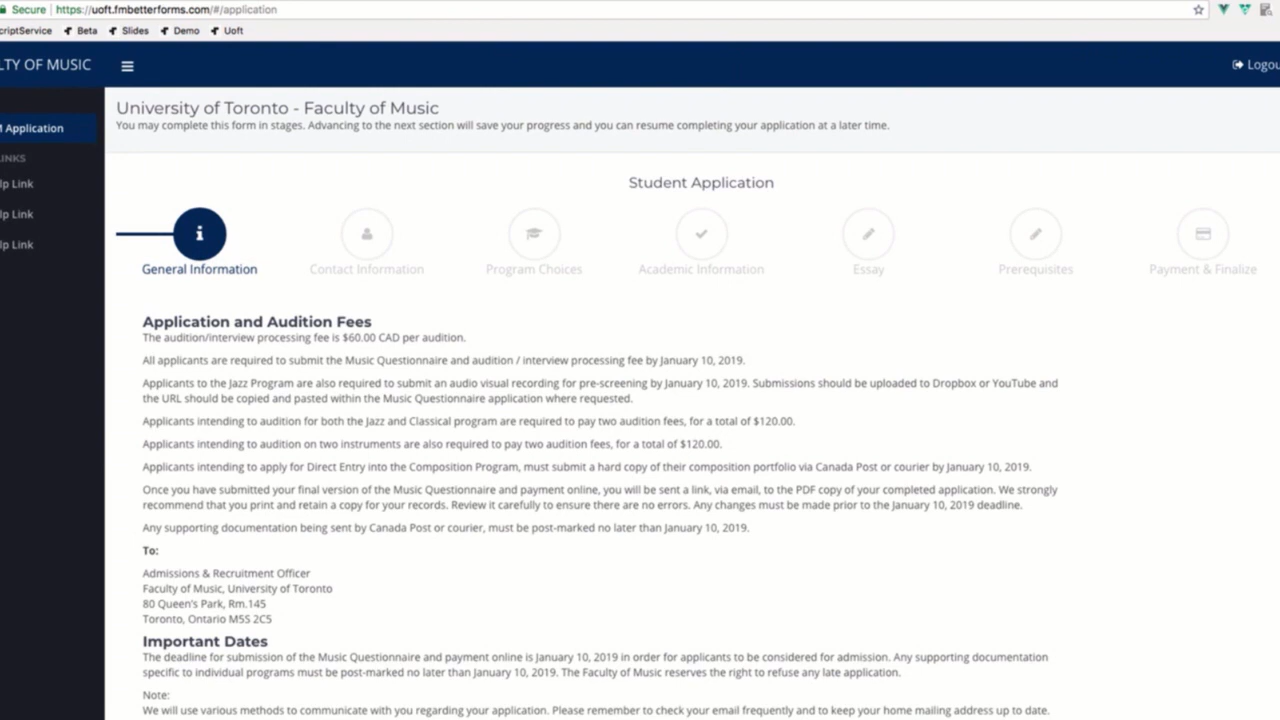 Secure https://uoft.fmbetterforms.com/#/application
criptService Beta Slides Demo Uoft
LTY OF MUSIC Logou
University of Toronto - Faculty of Music
You may complete this form in stages. Advancing to the next section will save your progress and you can resume completing your application at a later time.
M Application
LINKS
lp Link
lp Link
lp Link
Student Application
General Information Contact Information Program Choices Academic Information Essay Prerequisites Payment & Finalize
Application and Audition Fees
The audition/interview processing fee is $60.00 CAD per audition.
All applicants are required to submit the Music Questionnaire and audition / interview processing fee by January 10, 2019.
Applicants to the Jazz Program are also required to submit an audio visual recording for pre-screening by January 10, 2019. Submissions should be uploaded to Dropbox or YouTube and
the URL should be copied and pasted within the Music Questionnaire application where requested.
Applicants intending to audition for both the Jazz and Classical program are required to pay two audition fees, for a total of $120.00.
Applicants intending to audition on two instruments are also required to pay two audition fees, for a total of $120.00.
Applicants intending to apply for Direct Entry into the Composition Program, must submit a hard copy of their composition portfolio via Canada Post or courier by January 10, 2019.
Once you have submitted your final version of the Music Questionnaire and payment online, you will be sent a link, via email, to the PDF copy of your completed application. We strongly
recommend that you print and retain a copy for your records. Review it carefully to ensure there are no errors. Any changes must be made prior to the January 10, 2019 deadline.
Any supporting documentation being sent by Canada Post or courier, must be post-marked no later than January 10, 2019.
To:
Admissions & Recruitment Officer
Faculty of Music, University of Toronto
80 Queen's Park, Rm.145
Toronto, Ontario M5S 2C5
Important Dates
The deadline for submission of the Music Questionnaire and payment online is January 10, 2019 in order for applicants to be considered for admission. Any supporting documentation
specific to individual programs must be post-marked no later than January 10, 2019. The Faculty of Music reserves the right to refuse any late application.
Note:
We will use various methods to communicate with you regarding your application. Please remember to check your email frequently and to keep your home mailing address up to date.